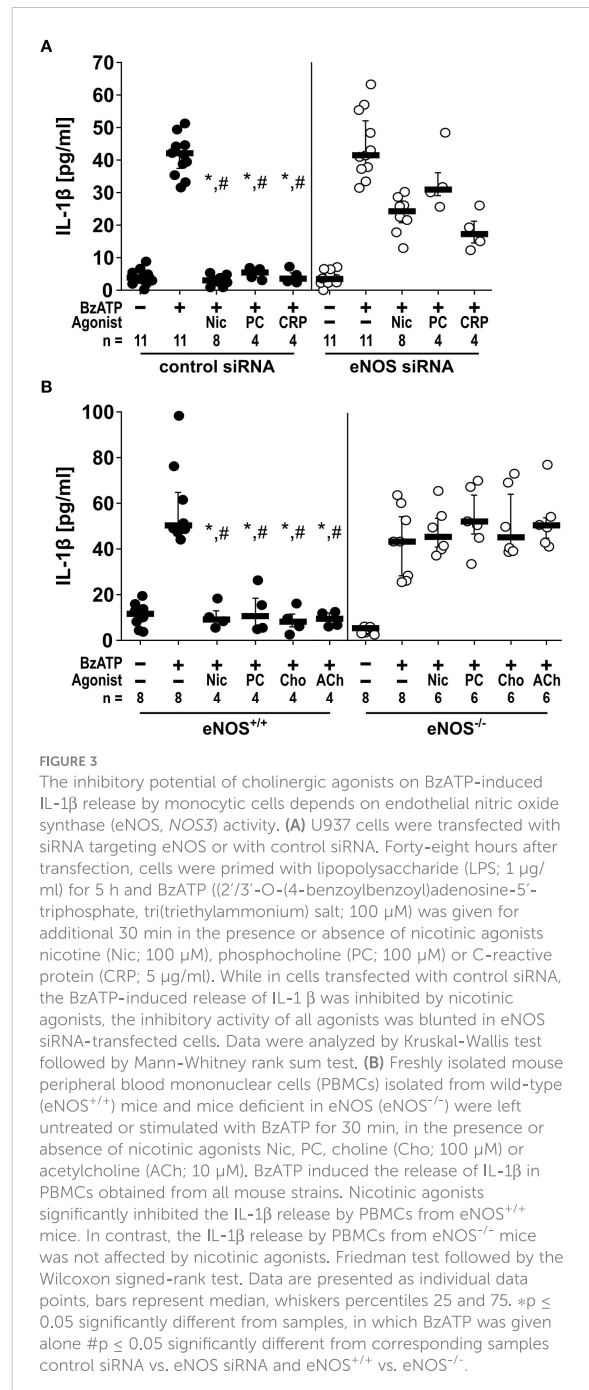 A
70
60
50
40
30
20
10
0
IL-1β [pg/ml]
*,# *,# *,#
BzATP − + + + + − + + + +
Agonist − − Nic PC CRP − − Nic PC CRP
n = 11 11 8 4 4 11 11 8 4 4
control siRNA eNOS siRNA
B
100
80
60
40
20
0
IL-1β [pg/ml]
*,# *,# *,# *,#
BzATP − + + + + + − + + + + +
Agonist − − Nic PC Cho ACh − − Nic PC Cho ACh
n = 8 8 4 4 4 4 8 8 6 6 6 6
eNOS+/+ eNOS-/-
FIGURE 3
The inhibitory potential of cholinergic agonists on BzATP-induced
IL-1β release by monocytic cells depends on endothelial nitric oxide
synthase (eNOS, NOS3) activity. (A) U937 cells were transfected with
siRNA targeting eNOS or with control siRNA. Forty-eight hours after
transfection, cells were primed with lipopolysaccharide (LPS; 1 µg/
ml) for 5 h and BzATP ((2’/3’-O-(4-benzoylbenzoyl)adenosine-5’-
triphosphate, tri(triethylammonium) salt; 100 µM) was given for
additional 30 min in the presence or absence of nicotinic agonists
nicotine (Nic; 100 µM), phosphocholine (PC; 100 µM) or C-reactive
protein (CRP; 5 µg/ml). While in cells transfected with control siRNA,
the BzATP-induced release of IL-1 β was inhibited by nicotinic
agonists, the inhibitory activity of all agonists was blunted in eNOS
siRNA-transfected cells. Data were analyzed by Kruskal-Wallis test
followed by Mann-Whitney rank sum test. (B) Freshly isolated mouse
peripheral blood mononuclear cells (PBMCs) isolated from wild-type
(eNOS+/+) mice and mice deficient in eNOS (eNOS-/-) were left
untreated or stimulated with BzATP for 30 min, in the presence or
absence of nicotinic agonists Nic, PC, choline (Cho; 100 µM) or
acetylcholine (ACh; 10 µM). BzATP induced the release of IL-1β in
PBMCs obtained from all mouse strains. Nicotinic agonists
significantly inhibited the IL-1β release by PBMCs from eNOS+/+
mice. In contrast, the IL-1β release by PBMCs from eNOS-/- mice
was not affected by nicotinic agonists. Friedman test followed by the
Wilcoxon signed-rank test. Data are presented as individual data
points, bars represent median, whiskers percentiles 25 and 75. ∗p ≤
0.05 significantly different from samples, in which BzATP was given
alone #p ≤ 0.05 significantly different from corresponding samples
control siRNA vs. eNOS siRNA and eNOS+/+ vs. eNOS-/-.